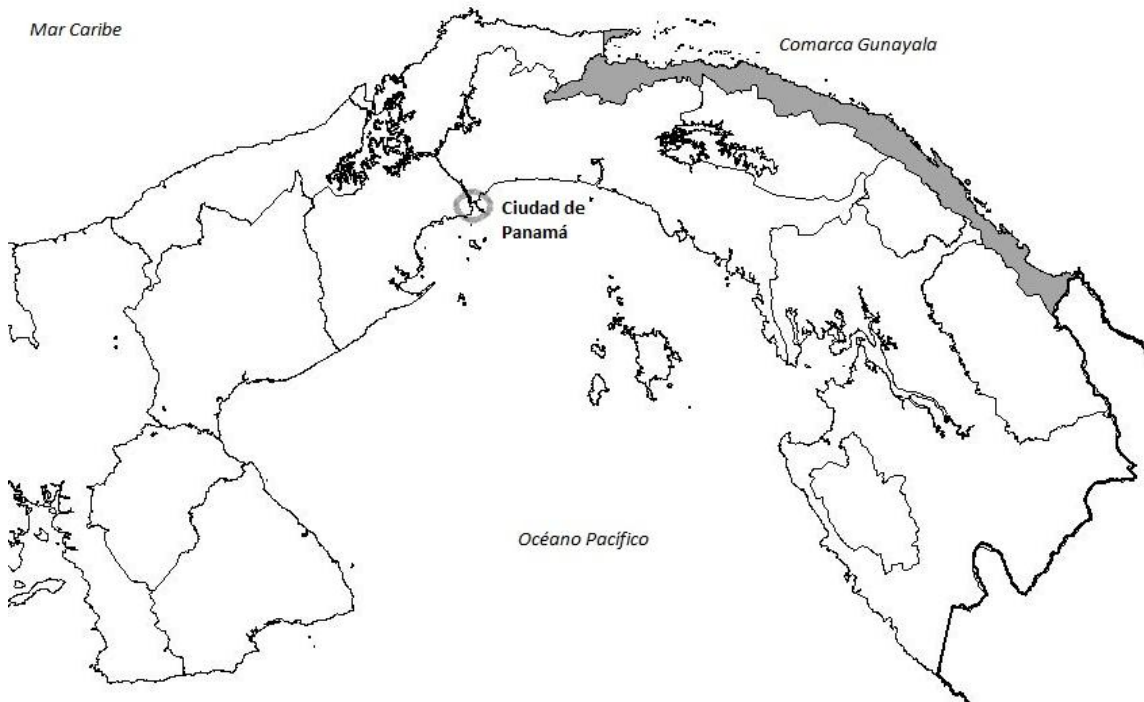 Mar Caribe
Comarca Gunayala
Ciudad de
Panamá
Océano Pacífico